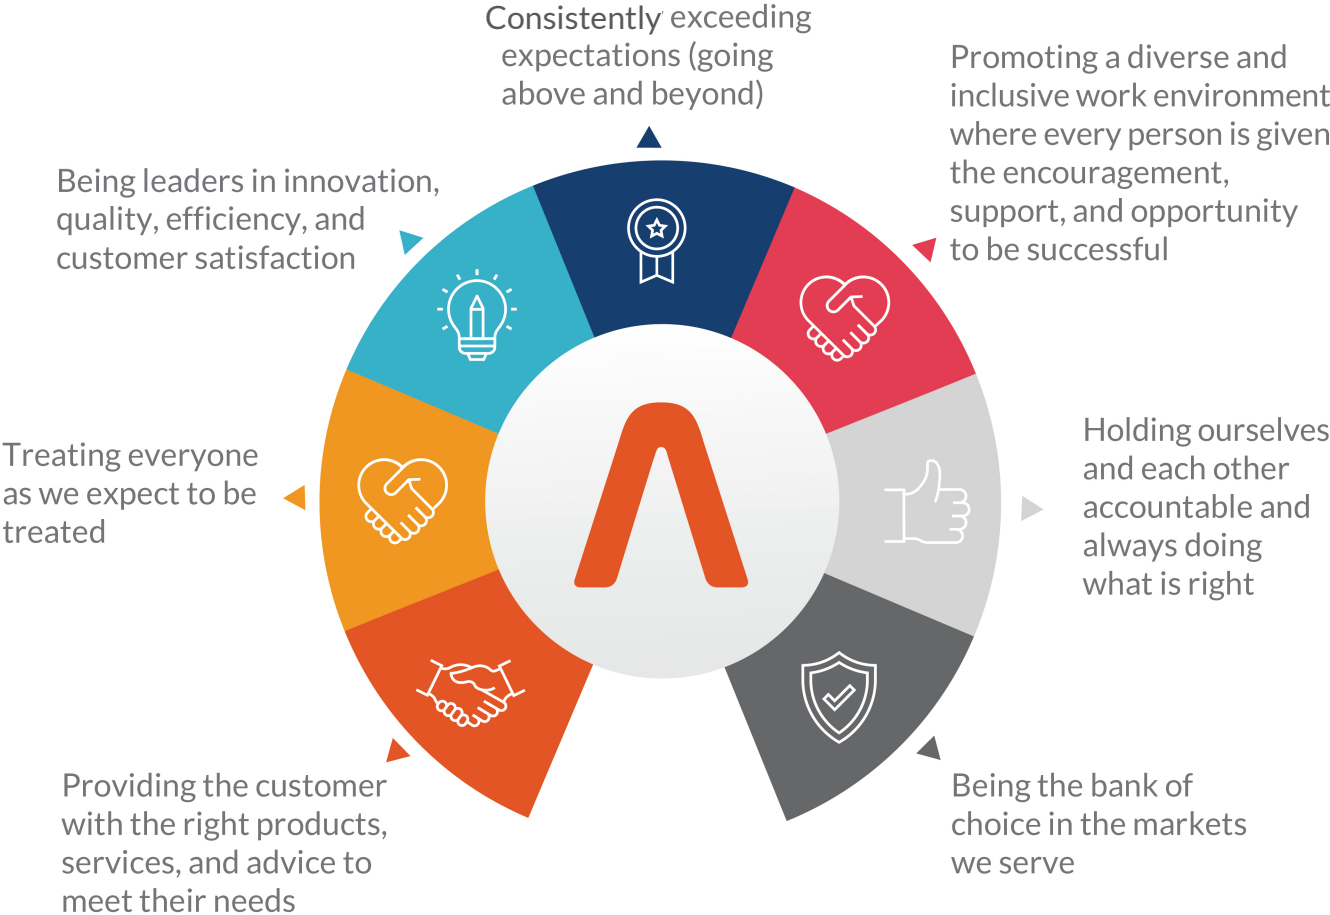 Consistently exceeding
expectations (going
above and beyond)
Promoting a diverse and
inclusive work environment
where every person is given
the encouragement,
support, and opportunity
to be successful
Being leaders in innovation,
quality, efficiency, and
customer satisfaction
Holding ourselves
and each other
accountable and
always doing
what is right
Treating everyone
as we expect to be
treated
Providing the customer
with the right products,
services, and advice to
meet their needs
Being the bank of
choice in the markets
we serve